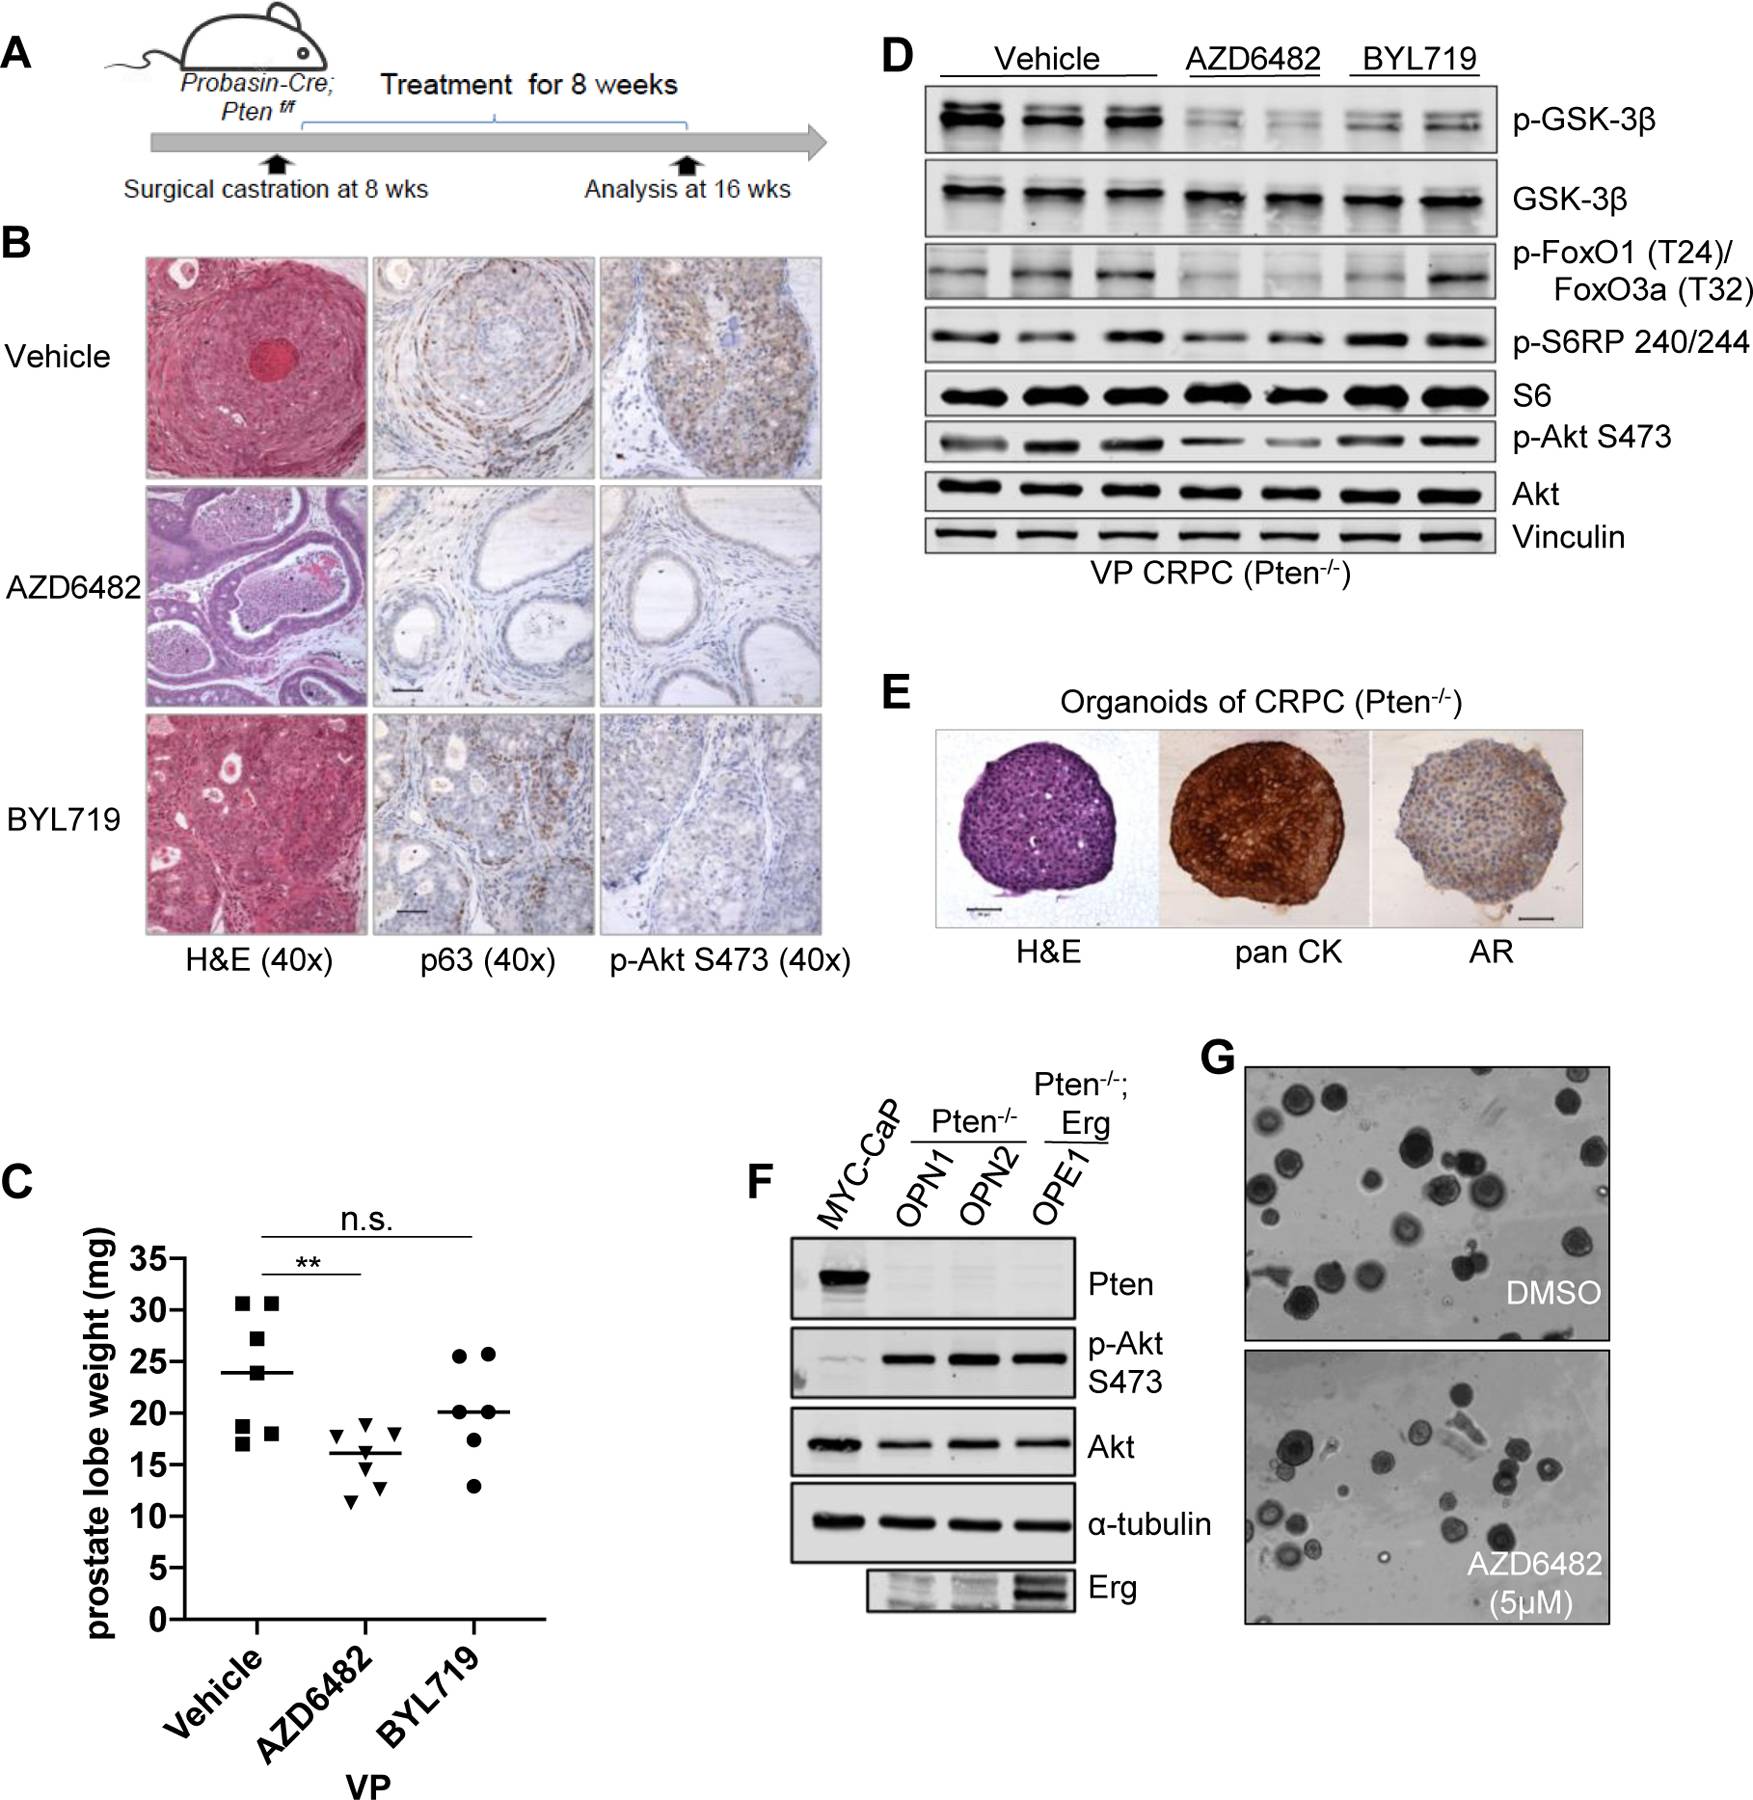 A
Probasin-Cre;
Pten f/f
Treatment for 8 weeks
Surgical castration at 8 wks
Analysis at 16 wks
B
Vehicle
AZD6482
BYL719
H&E (40x)
p63 (40x)
p-Akt S473 (40x)
C
n.s.
**
prostate lobe weight (mg)
35
30
25
20
15
10
5
0
Vehicle
AZD6482
BYL719
VP
D
Vehicle
AZD6482
BYL719
p-GSK-3β
GSK-3β
p-FoxO1 (T24)/
FoxO3a (T32)
p-S6RP 240/244
S6
p-Akt S473
Akt
Vinculin
VP CRPC (Pten-/-)
E
Organoids of CRPC (Pten-/-)
H&E
pan CK
AR
F
MYC-CaP
Pten-/-
OPN1
OPN2
Pten-/-;
Erg
OPE1
Pten
p-Akt
S473
Akt
α-tubulin
Erg
G
DMSO
AZD6482
(5µM)